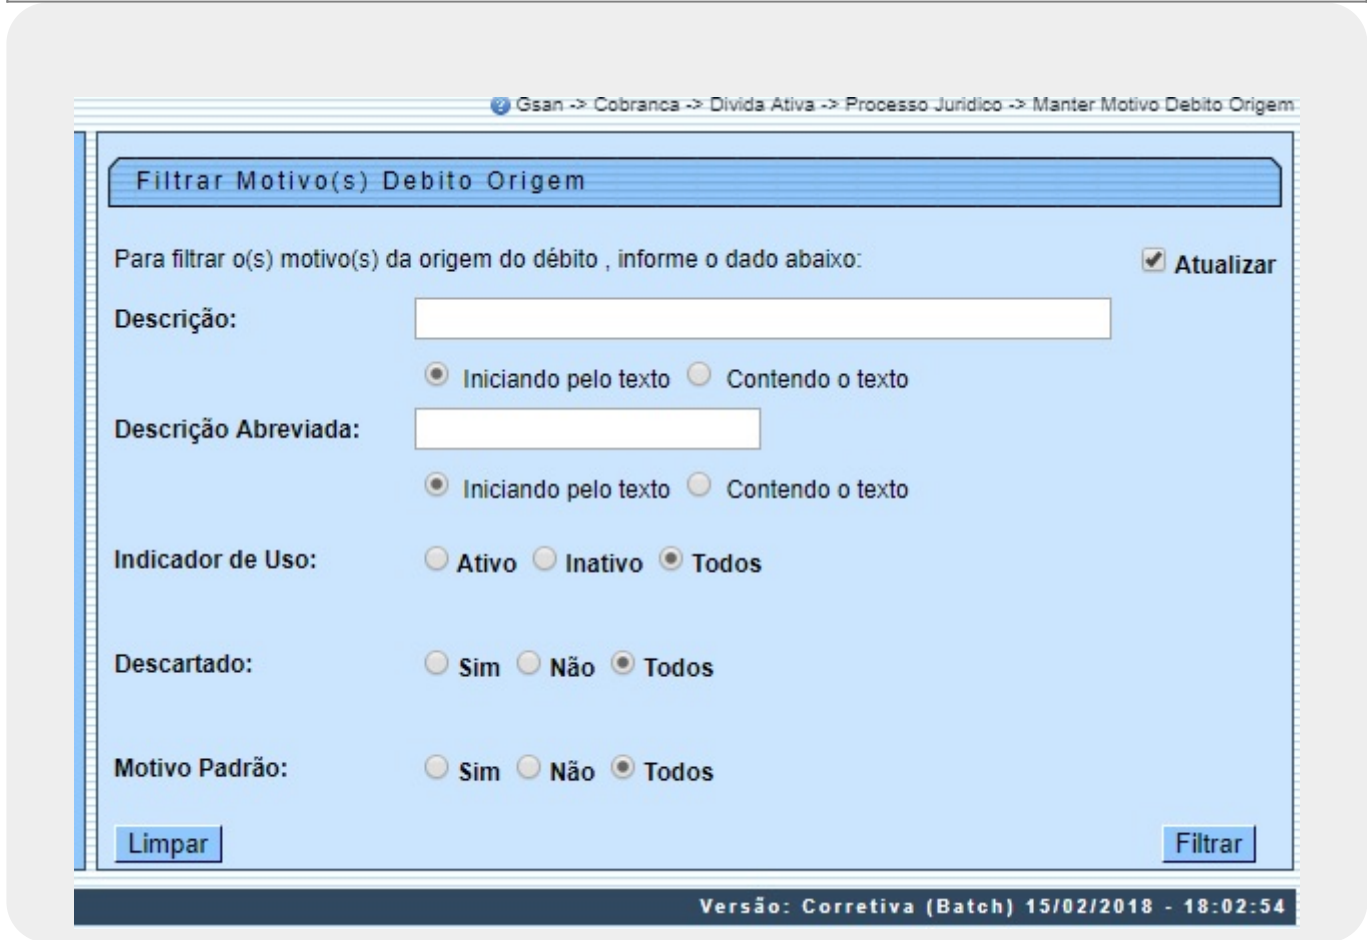 Gsan -> Cobranca -> Divida Ativa -> Processo Juridico -> Manter Motivo Debito Origem
Filtrar Motivo(s) Debito Origem
Para filtrar o(s) motivo(s) da origem do débito , informe o dado abaixo: Atualizar
Descrição:
Iniciando pelo texto Contendo o texto
Descrição Abreviada:
Iniciando pelo texto Contendo o texto
Indicador de Uso: Ativo Inativo Todos
Descartado: Sim Não Todos
Motivo Padrão: Sim Não Todos
Limpar Filtrar
Versão: Corretiva (Batch) 15/02/2018 - 18:02:54